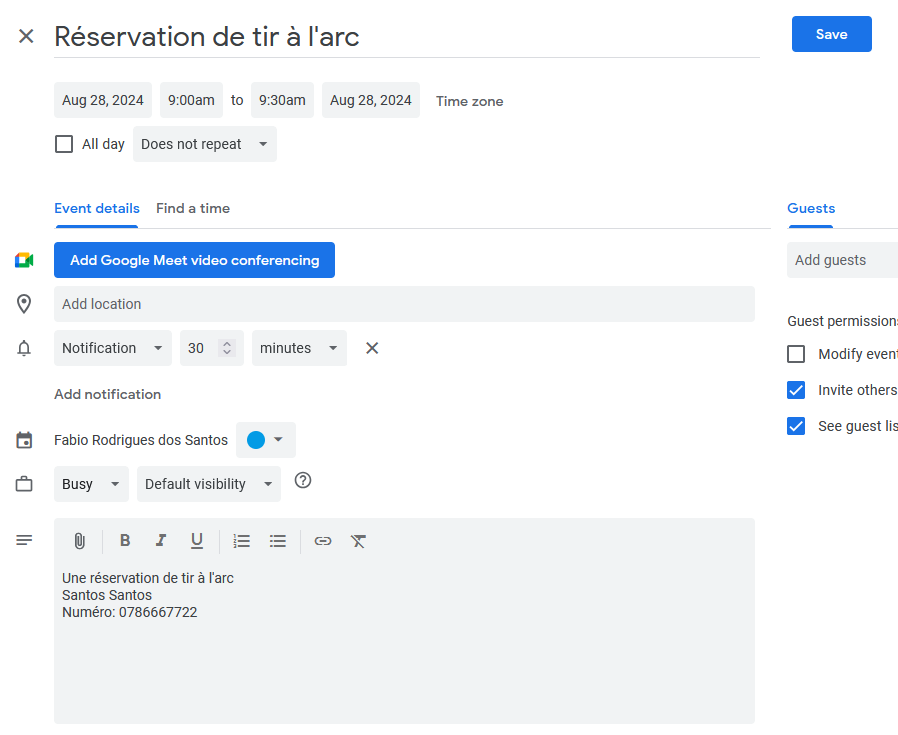 Réservation de tir à l'arc
Save
Aug 28, 2024 9:00am to 9:30am Aug 28, 2024 Time zone
All day Does not repeat
Event details Find a time
Guests
Add Google Meet video conferencing
Add guests
Add location
Guest permissions
Notification 30 minutes
Modify event
Add notification
Invite others
Fabio Rodrigues dos Santos
See guest lis
Busy Default visibility
B I U
Une réservation de tir à l'arc
Santos Santos
Numéro: 0786667722